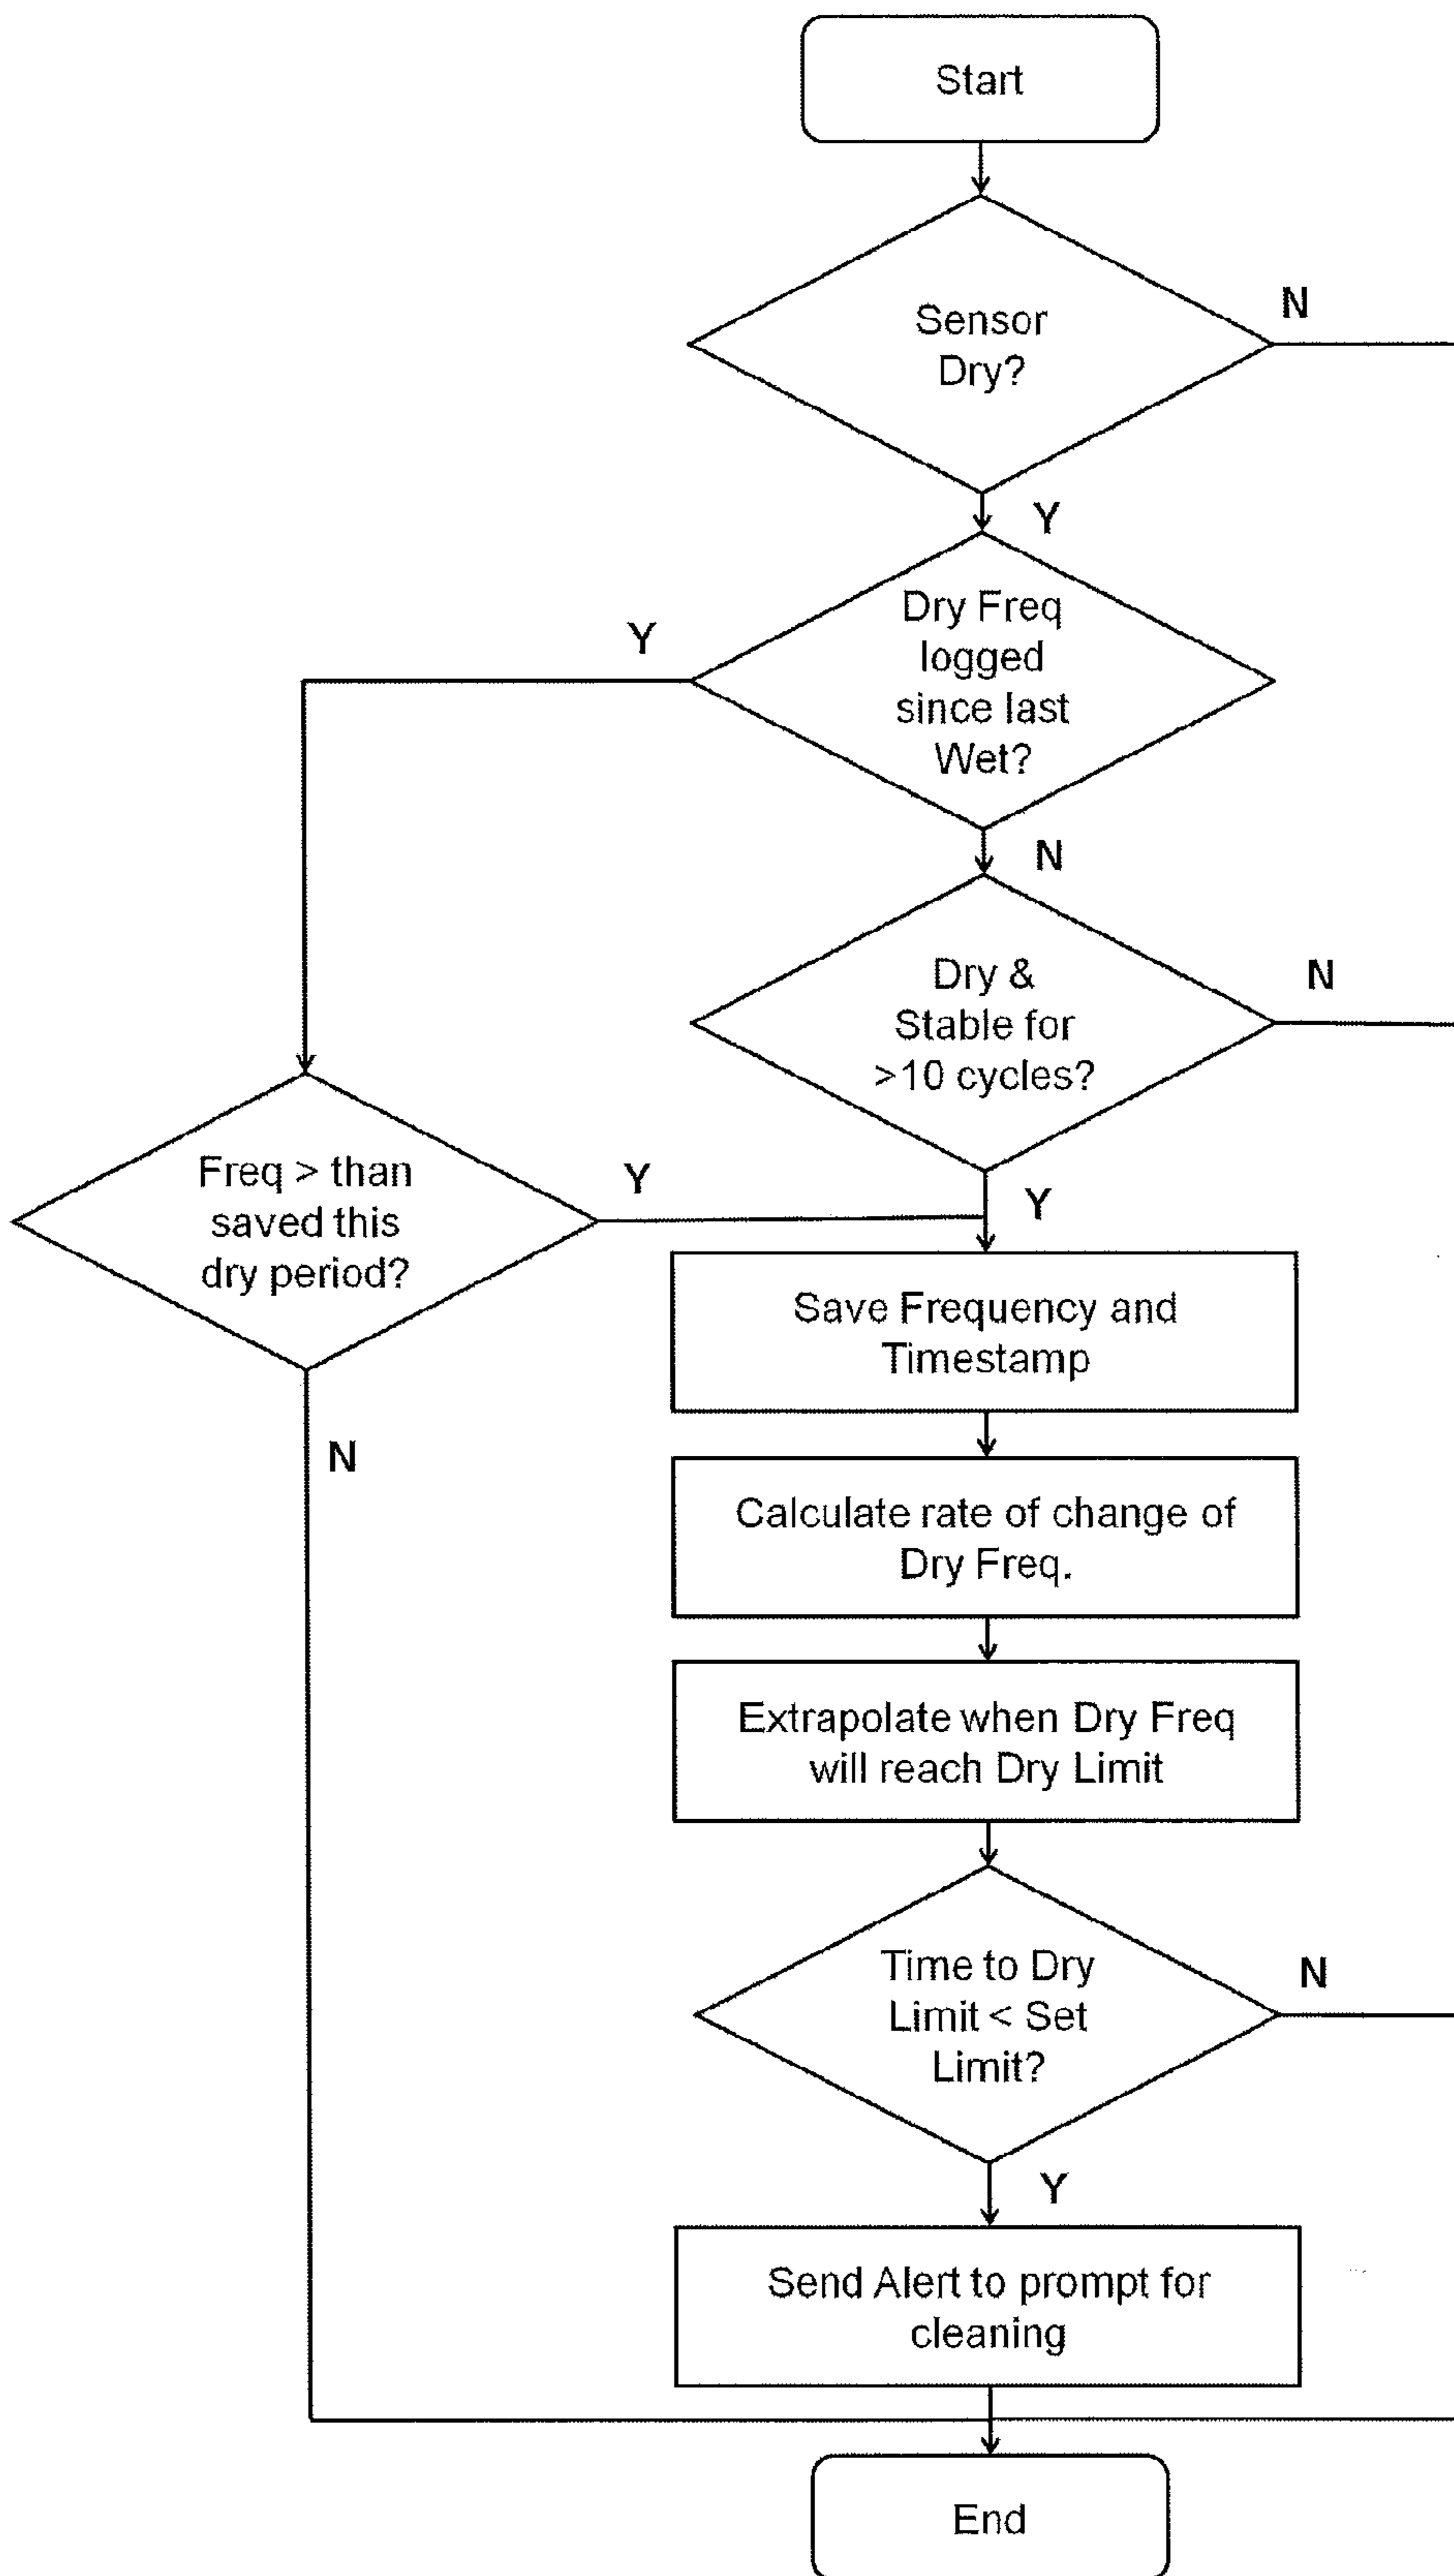 Start
Sensor
Dry?
N
Y
Dry Freq
logged
since last
Wet?
Y
N
Dry &
Stable for
>10 cycles?
N
Y
Freq > than
saved this
dry period?
Y
N
Save Frequency and
Timestamp
Calculate rate of change of
Dry Freq.
Extrapolate when Dry Freq
will reach Dry Limit
Time to Dry
Limit < Set
Limit?
N
Y
Send Alert to prompt for
cleaning
End